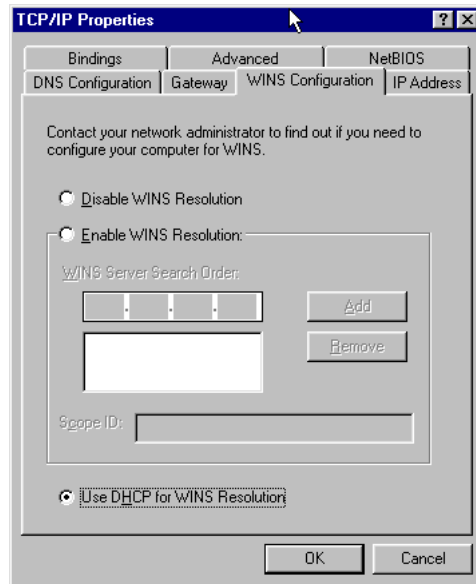 TCP/IP Properties
Bindings Advanced NetBIOS
DNS Configuration Gateway WINS Configuration IP Address
Contact your network administrator to find out if you need to
configure your computer for WINS.
Disable WINS Resolution
Enable WINS Resolution:
WINS Server Search Order:
Add
Remove
Scope ID:
Use DHCP for WINS Resolution
OK Cancel